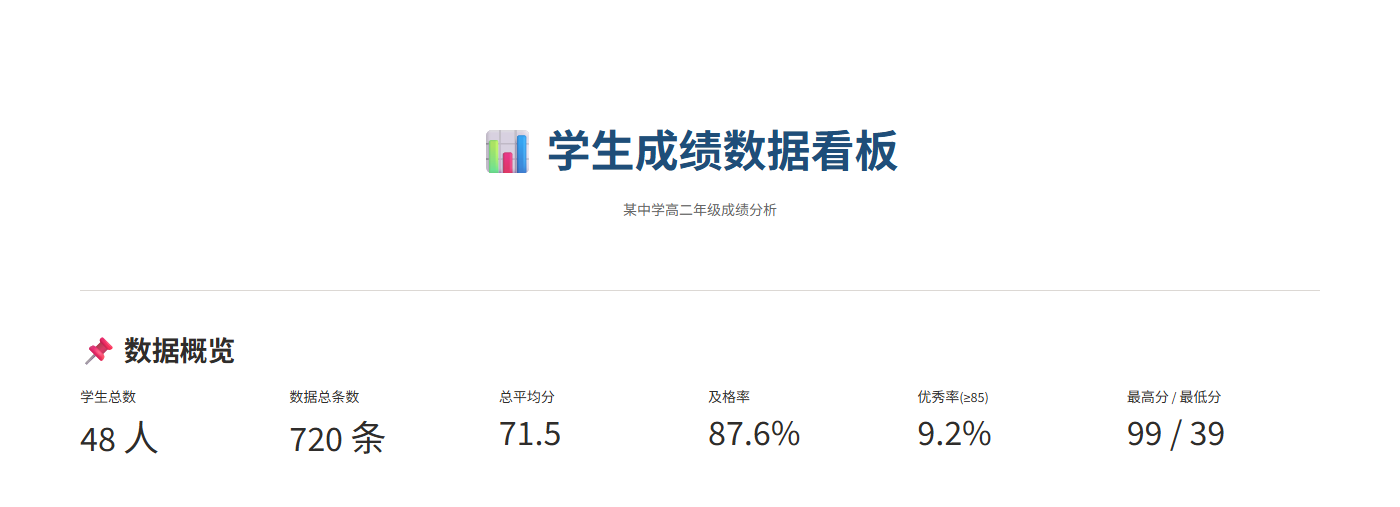 学生成绩数据看板
某中学高二年级成绩分析
数据概览
学生总数
48 人
数据总条数
720 条
总平均分
71.5
及格率
87.6%
优秀率(≥85)
9.2%
最高分 / 最低分
99 / 39